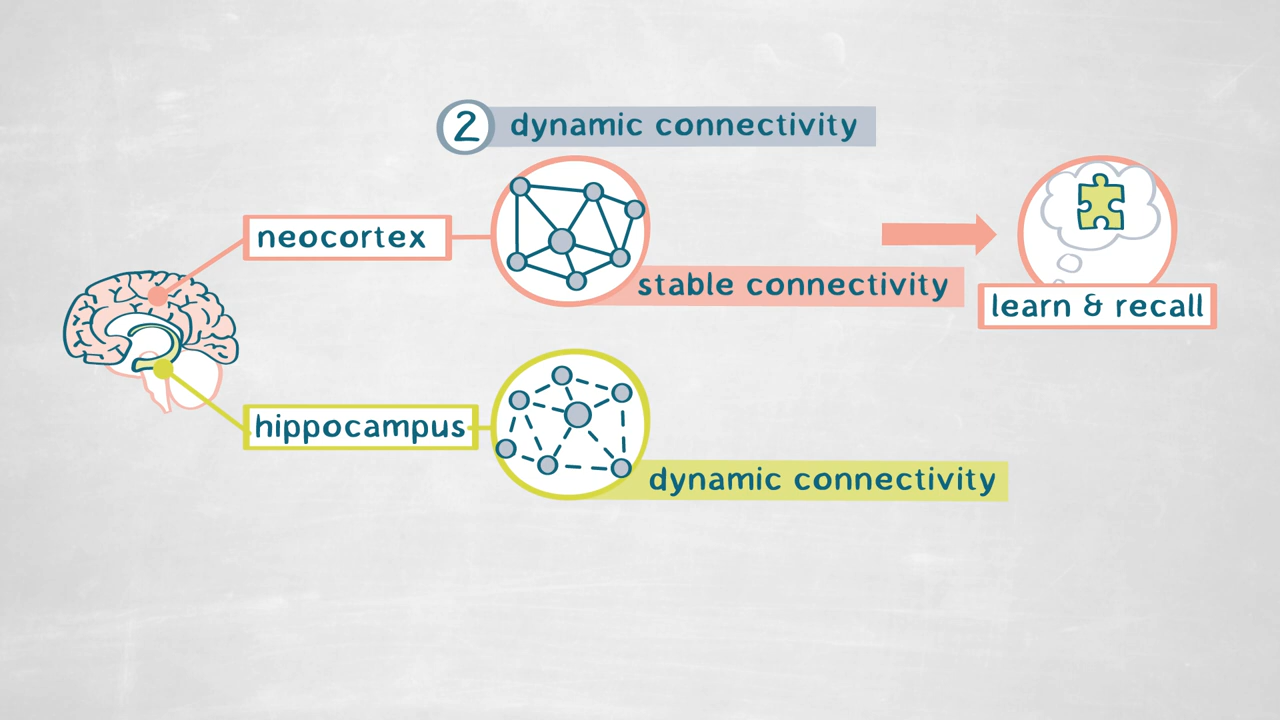 2 dynamic connectivity
neocortex
stable connectivity
learn & recall
hippocampus
dynamic connectivity